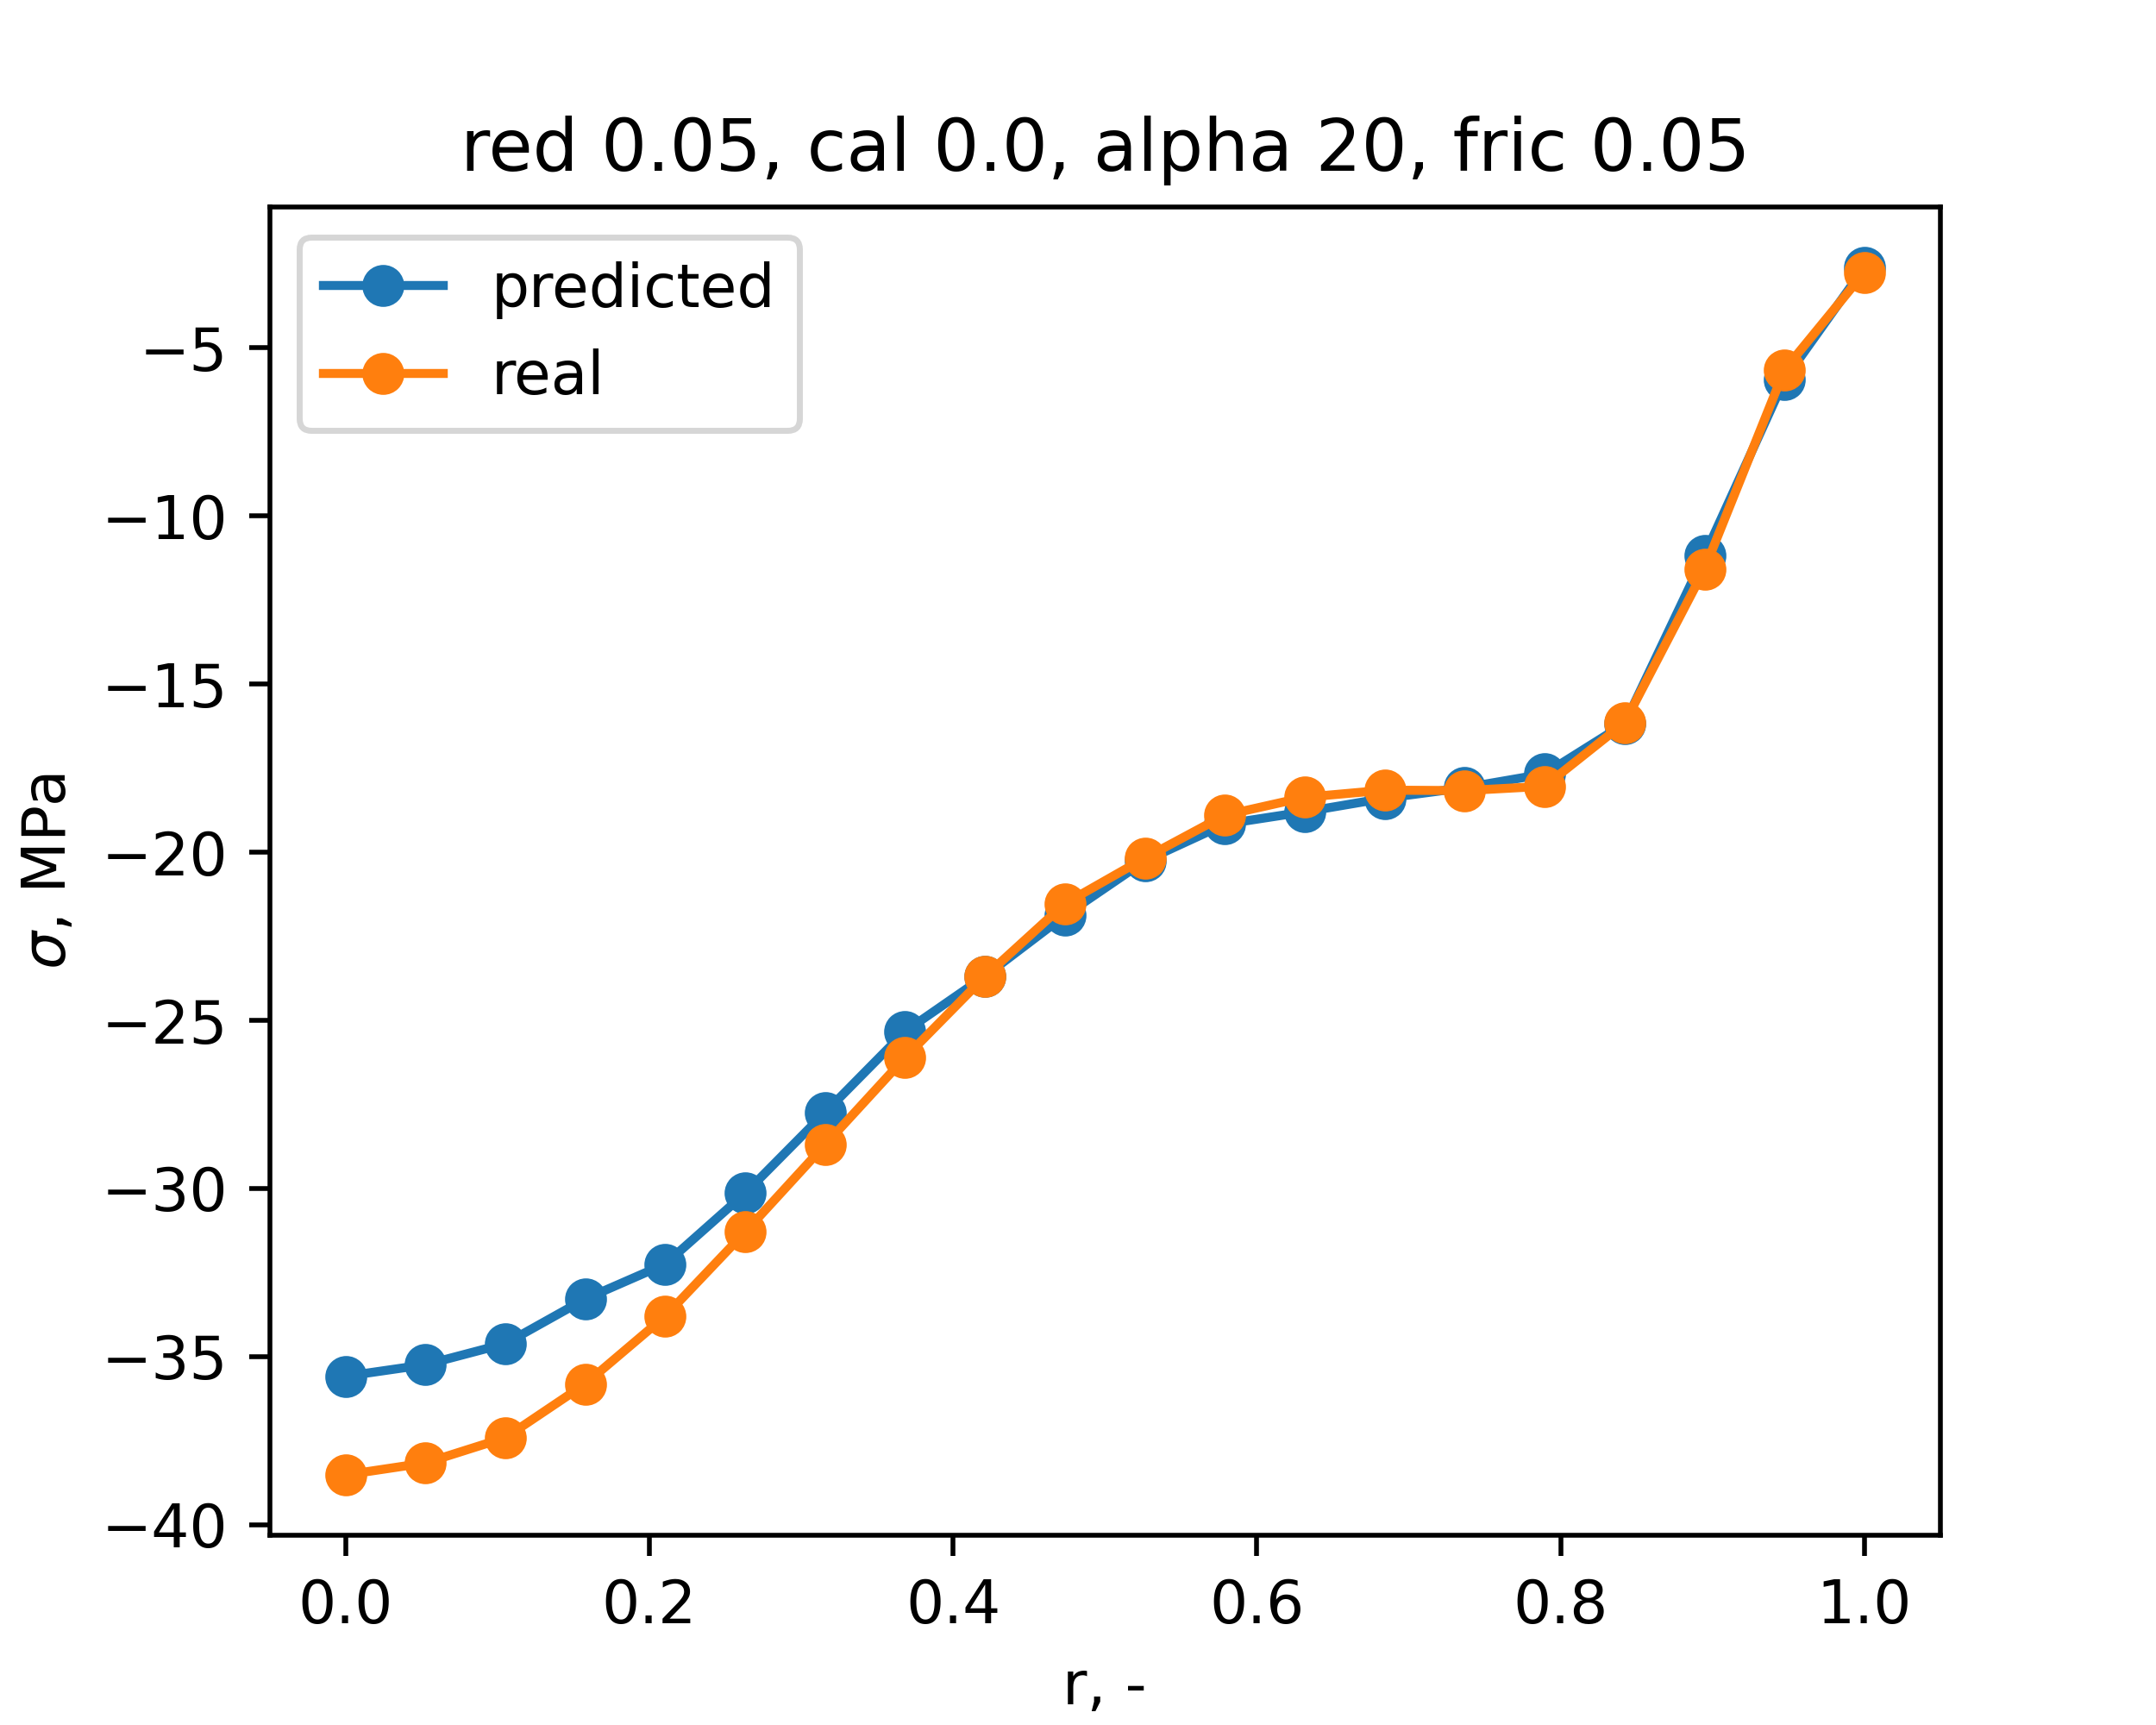 red 0.05, cal 0.0, alpha 20, fric 0.05
predicted
real
−5
−10
−15
−20
−25
−30
−35
−40
σ, MPa
0.0 0.2 0.4 0.6 0.8 1.0
r, -